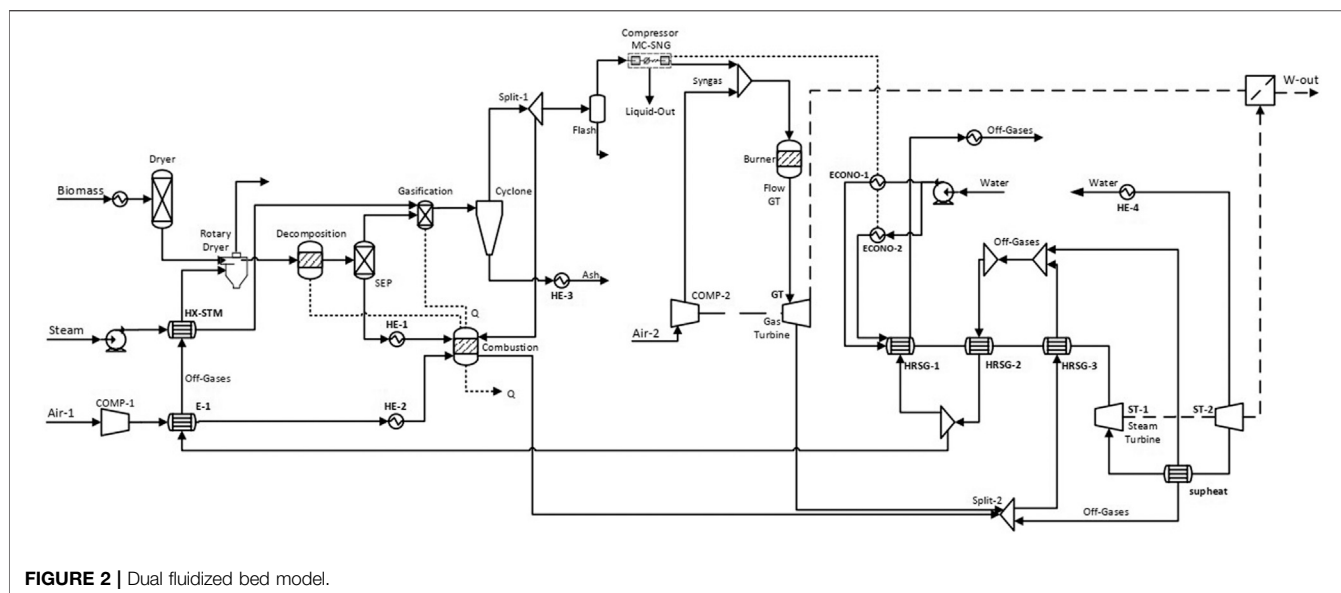 Compressor
MC-SNG
Liquid-Out
Syngas
W-out
Split-1
Flash
Off-Gases
Dryer
Burner
Biomass
Gasification
Cyclone
Flow
GT
ECONO-1
Water
Water
HE-4
Rotary
Dryer
Decomposition
ECONO-2
Off-Gases
SEP
HE-3
Ash
COMP-2
GT
Gas
Turbine
Air-2
HX-STM
Steam
Q
HE-1
Combustion
HRSG-1
HRSG-2
HRSG-3
Off-Gases
Q
COMP-1
E-1
HE-2
Air-1
ST-1
Steam
Turbine
ST-2
supheat
Split-2
Off-Gases
FIGURE 2 | Dual fluidized bed model.